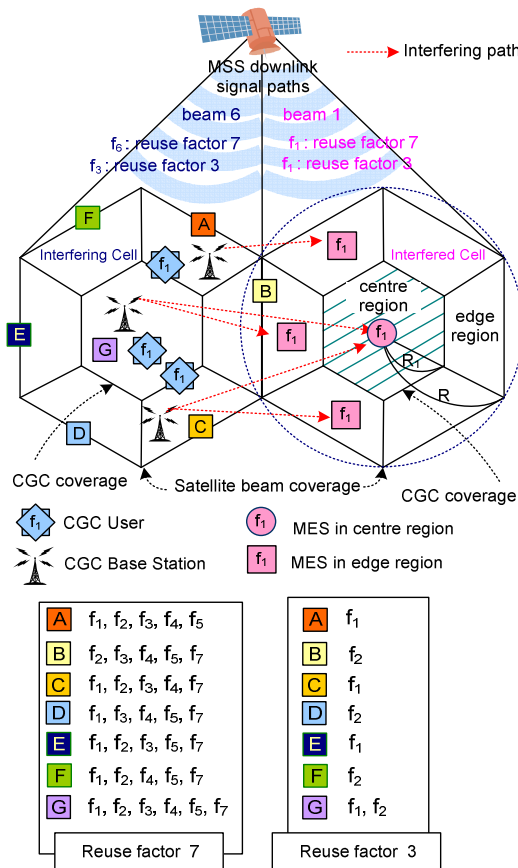 Interfering path
MSS downlink
signal paths
beam 6
beam 1
f6 : reuse factor 7
f3 : reuse factor 3
f1 : reuse factor 7
f1 : reuse factor 3
F
A
Interfering Cell
Interfered Cell
f1
f1
B
centre
region
edge
region
E
G
f1
f1
f1
f1
R1
R
D
C
f1
CGC coverage
Satellite beam coverage
CGC coverage
f1 CGC User
f1 MES in centre region
CGC Base Station
f1 MES in edge region
A f1, f2, f3, f4, f5
B f2, f3, f4, f5, f7
C f1, f2, f3, f4, f7
D f1, f3, f4, f5, f7
E f1, f2, f3, f5, f7
F f1, f2, f4, f5, f7
G f1, f2, f3, f4, f5, f7
Reuse factor 7
A f1
B f2
C f1
D f2
E f1
F f2
G f1, f2
Reuse factor 3